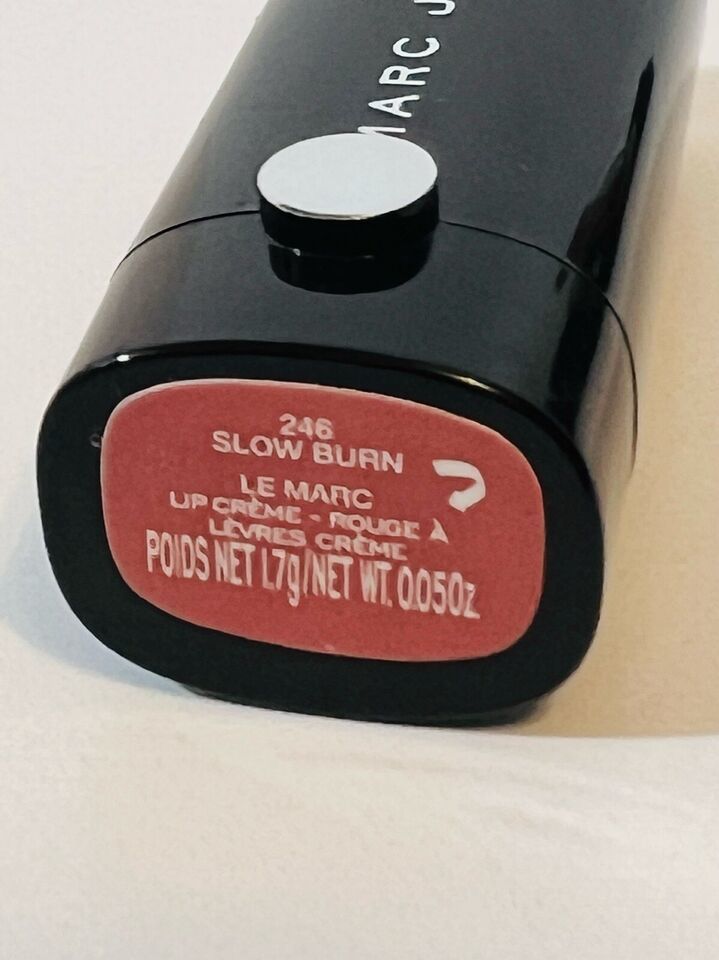 MARC J
246
SLOW BURN
LE MARC
LIP CRÈME - ROUGE À
LÈVRES CRÈME
POIDS NET 1.7g/NET WT. 0.05Oz